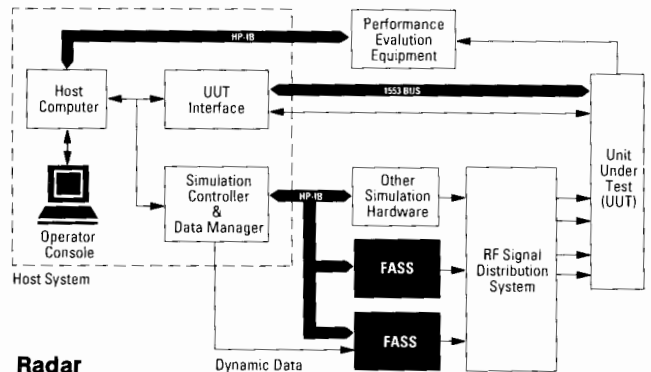 HP-IB
Performance
Evalution
Equipment
Host
Computer
UUT
Interface
1553 BUS
Unit
Under
Test
(UUT)
Operator
Console
Simulation
Controller
&
Data Manager
HP-IB
Other
Simulation
Hardware
RF Signal
Distribution
System
FASS
FASS
Host System
Radar
Dynamic Data